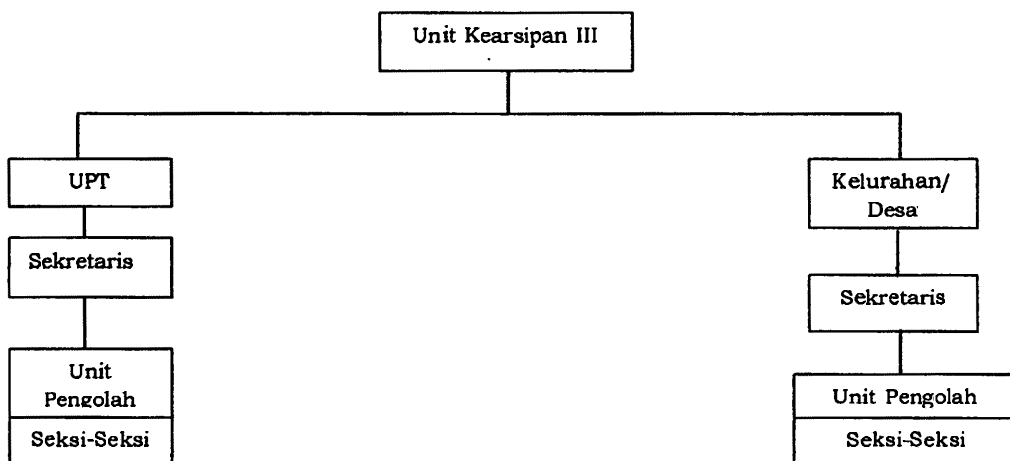 Unit Kearsipan III
UPT
Kelurahan/
Desa
Sekretaris
Sekretaris
Unit
Pengolah
Seksi-Seksi
Unit Pengolah
Seksi-Seksi